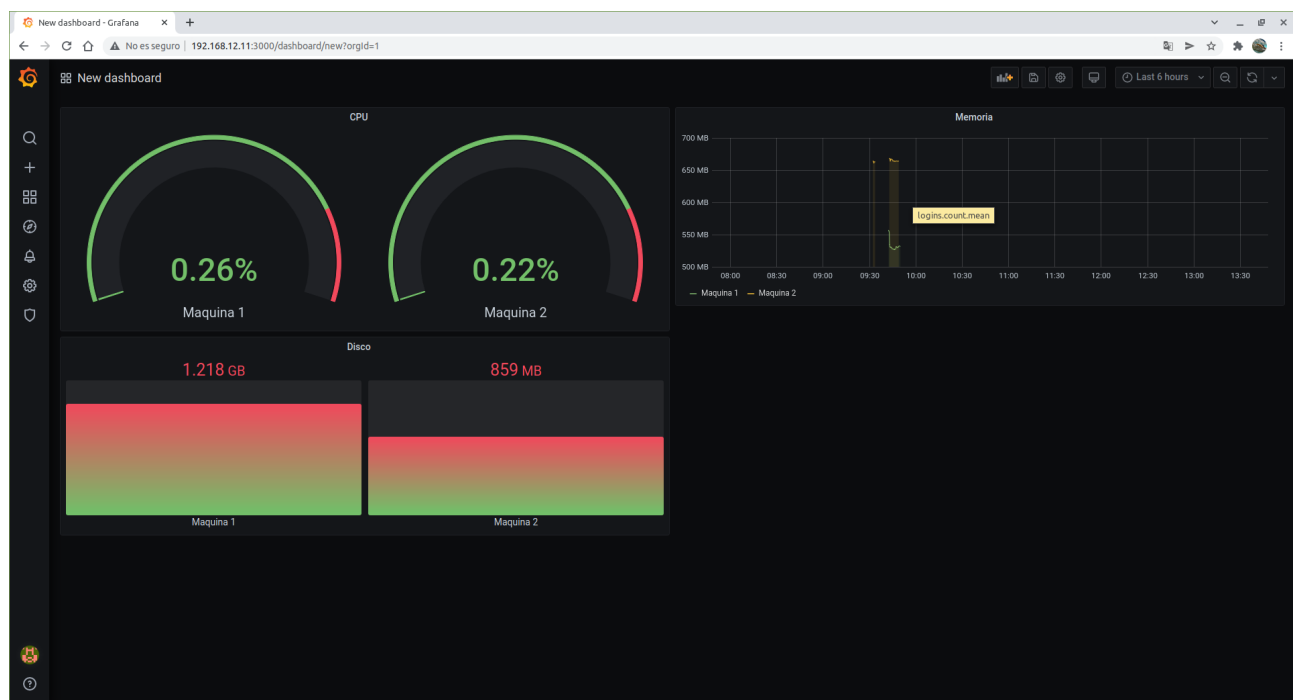 New dashboard - Grafana
No es seguro | 192.168.12.11:3000/dashboard/new?orgId=1
New dashboard
Last 6 hours
CPU
0.26%
0.22%
Maquina 1
Maquina 2
Memoria
700 MB
650 MB
600 MB
550 MB
500 MB
logins.count.mean
08:00 08:30 09:00 09:30 10:00 10:30 11:00 11:30 12:00 12:30 13:00 13:30
Maquina 1 Maquina 2
Disco
1.218 GB
859 MB
Maquina 1
Maquina 2